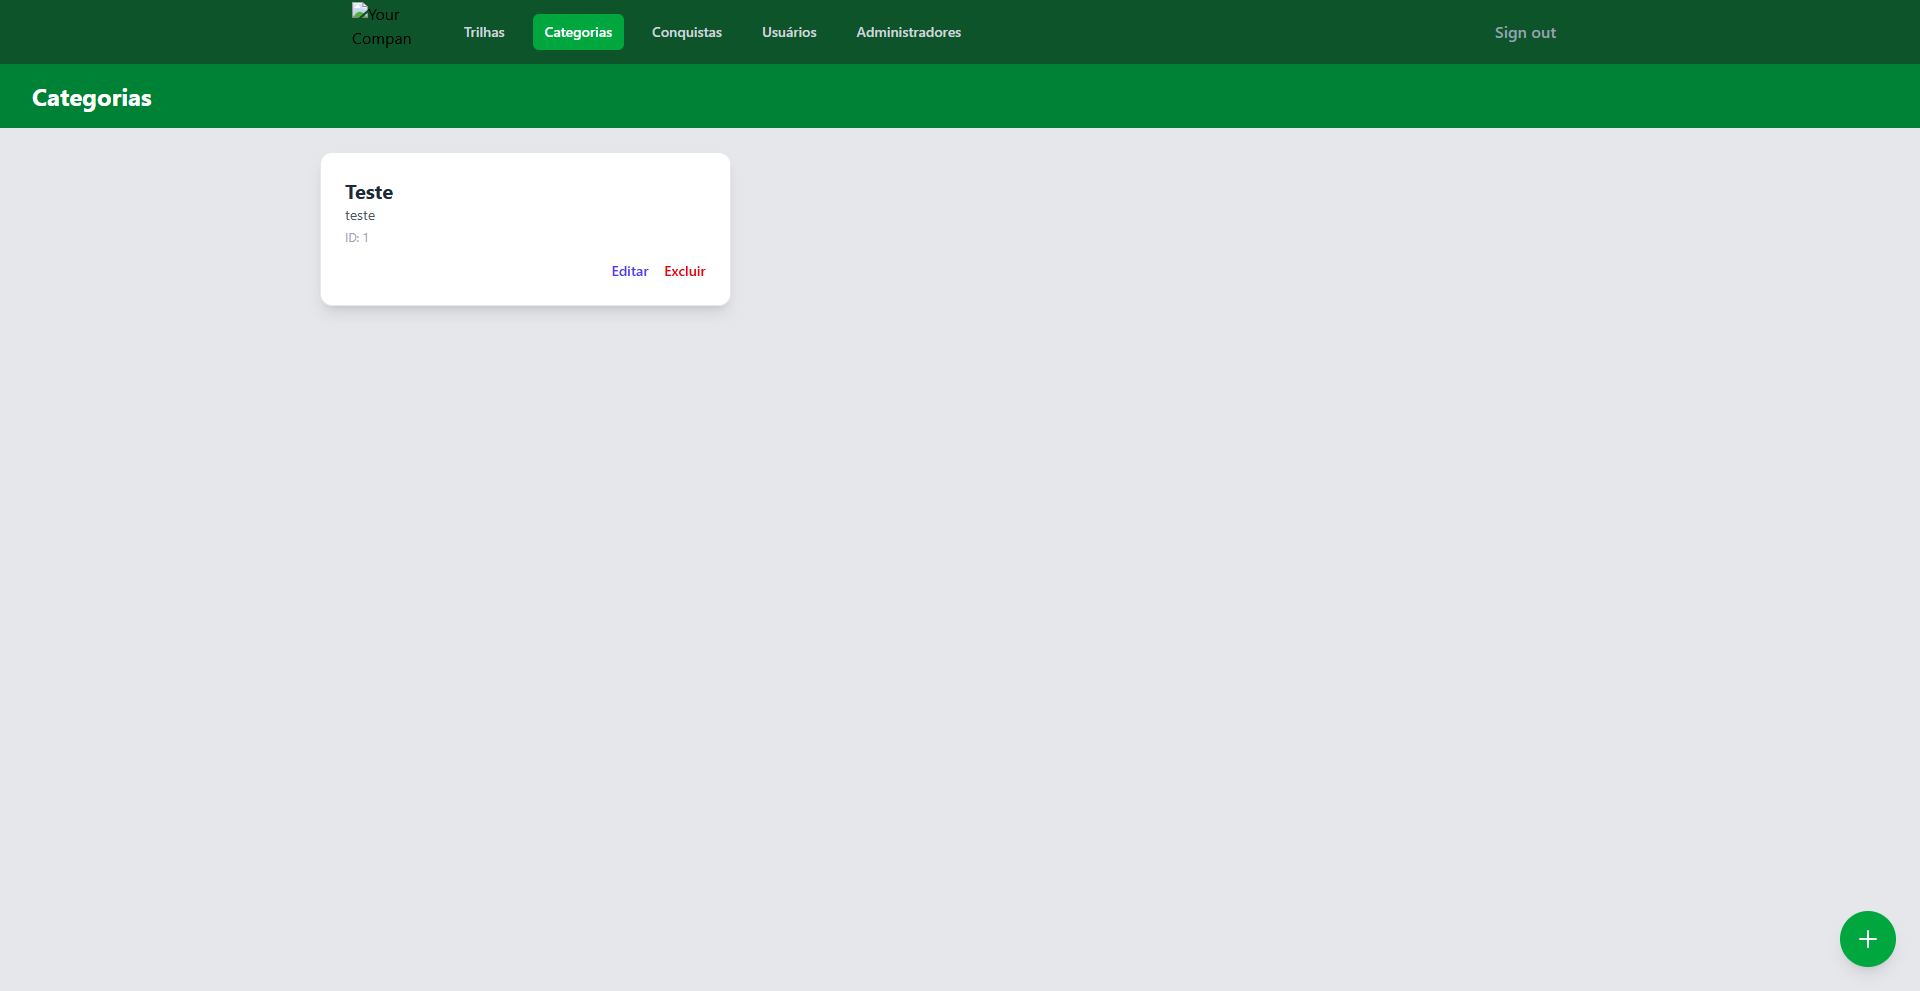 Your
Compan
Trilhas
Categorias
Conquistas
Usuários
Administradores
Sign out
Categorias
Teste
teste
ID: 1
Editar
Excluir